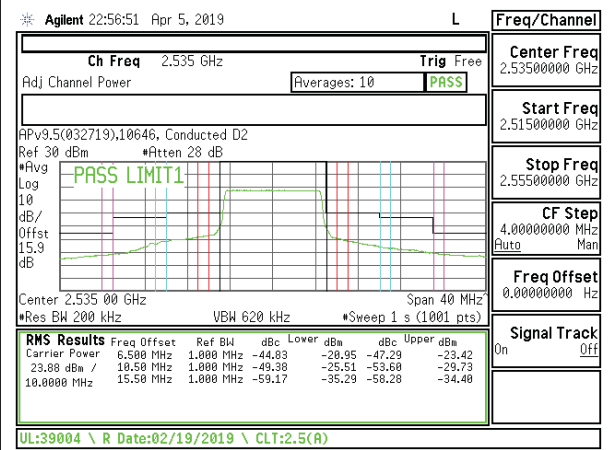 Agilent 22:56:51 Apr 5, 2019 L Freq/Channel
Ch Freq 2.535 GHz Trig Free
Adj Channel Power Averages: 10 PASS
APv9.5(032719),10646, Conducted D2
Ref 30 dBm #Atten 28 dB
#Avg
Log
10
dB/
Offst
15.9
dB
PASS LIMIT1
Center 2.535 00 GHz Span 40 MHz
#Res BW 200 kHz VBW 620 kHz #Sweep 1 s (1001 pts)
RMS Results Freq Offset Ref BW dBc Lower dBm dBc Upper dBm
Carrier Power 6.500 MHz 1.000 MHz -44.83 -20.95 -47.29 -23.42
23.88 dBm / 10.50 MHz 1.000 MHz -49.38 -25.51 -53.60 -29.73
10.0000 MHz 15.50 MHz 1.000 MHz -59.17 -35.29 -58.28 -34.40
UL:39004 \ R Date:02/19/2019 \ CLT:2.5(A)
Center Freq
2.53500000 GHz
Start Freq
2.51500000 GHz
Stop Freq
2.55500000 GHz
CF Step
4.00000000 MHz
Auto Man
Freq Offset
0.00000000 Hz
Signal Track
On Off